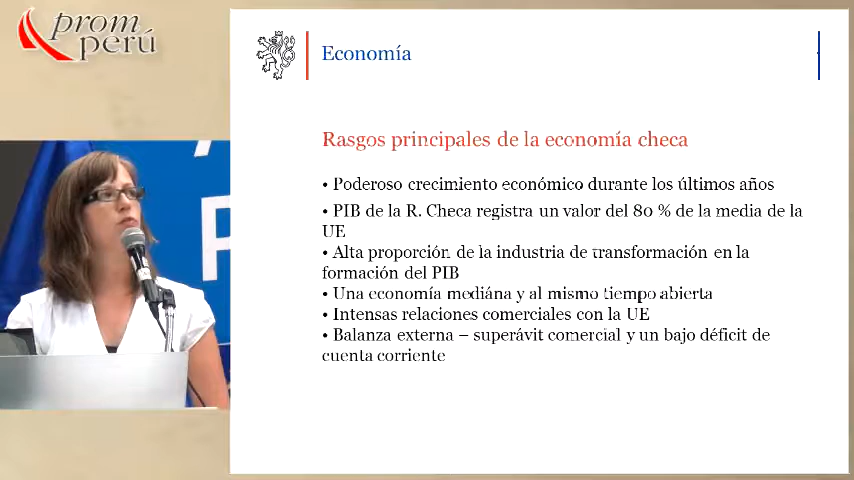 prom
perú
Economía
Rasgos principales de la economía checa
• Poderoso crecimiento económico durante los últimos años
• PIB de la R. Checa registra un valor del 80 % de la media de la
UE
• Alta proporción de la industria de transformación en la
formación del PIB
• Una economía mediána y al mismo tiempo abierta
• Intensas relaciones comerciales con la UE
• Balanza externa – superávit comercial y un bajo déficit de
cuenta corriente